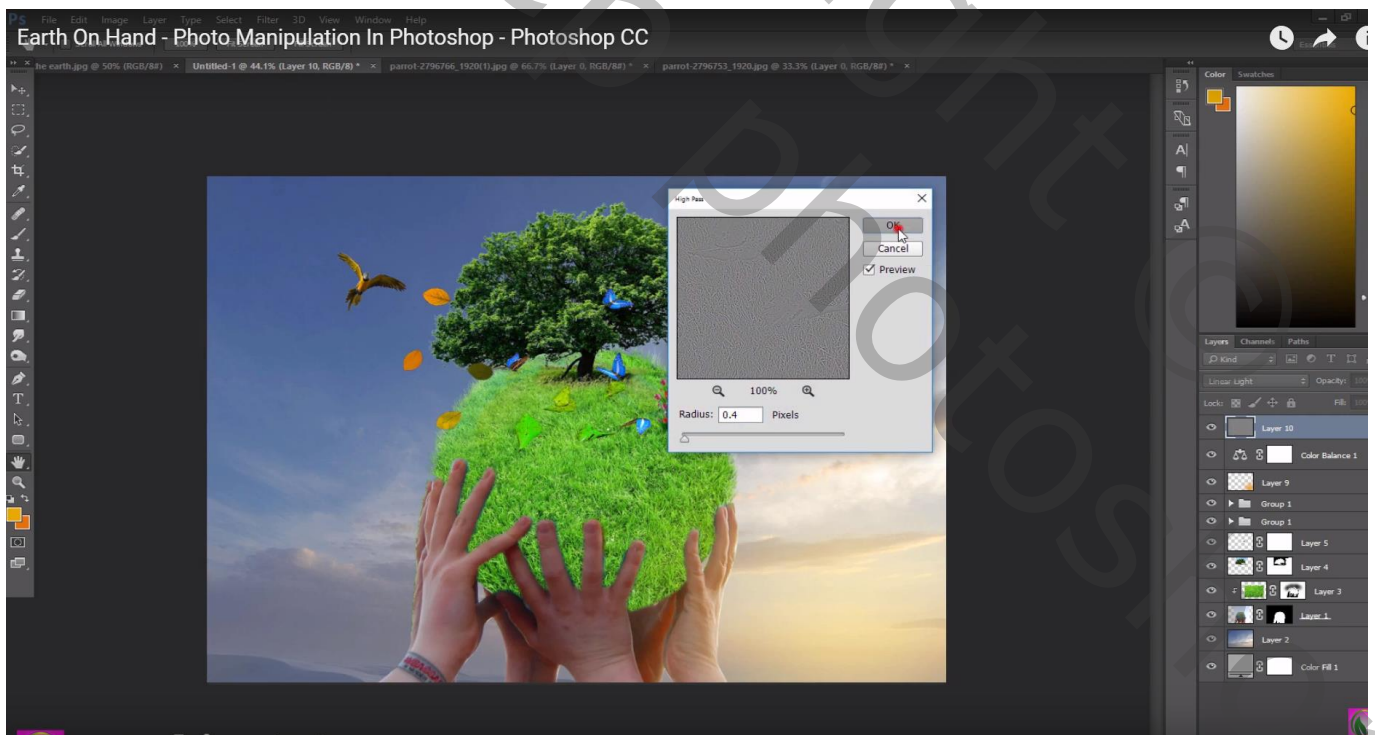 Ps File Edit Image Layer Type Select Filter 3D View Window Help
Earth On Hand - Photo Manipulation In Photoshop - Photoshop CC
he earth.jpg @ 50% (RGB/8#) × Untitled-1 @ 44.1% (Layer 10, RGB/8) * × parrot-2796766_1920(1).jpg @ 66.7% (Layer 0, RGB/8#) * × parrot-2796753_1920.jpg @ 33.3% (Layer 0, RGB/8#) * ×
Color Swatches
High Pass
OK
Cancel
Preview
100%
Radius: 0.4 Pixels
Layers Channels Paths
Kind
Linear Light Opacity:
Lock: Fill:
Layer 10
Color Balance 1
Layer 9
Group 1
Group 1
Layer 5
Layer 4
Layer 3
Layer 1
Layer 2
Color Fill 1